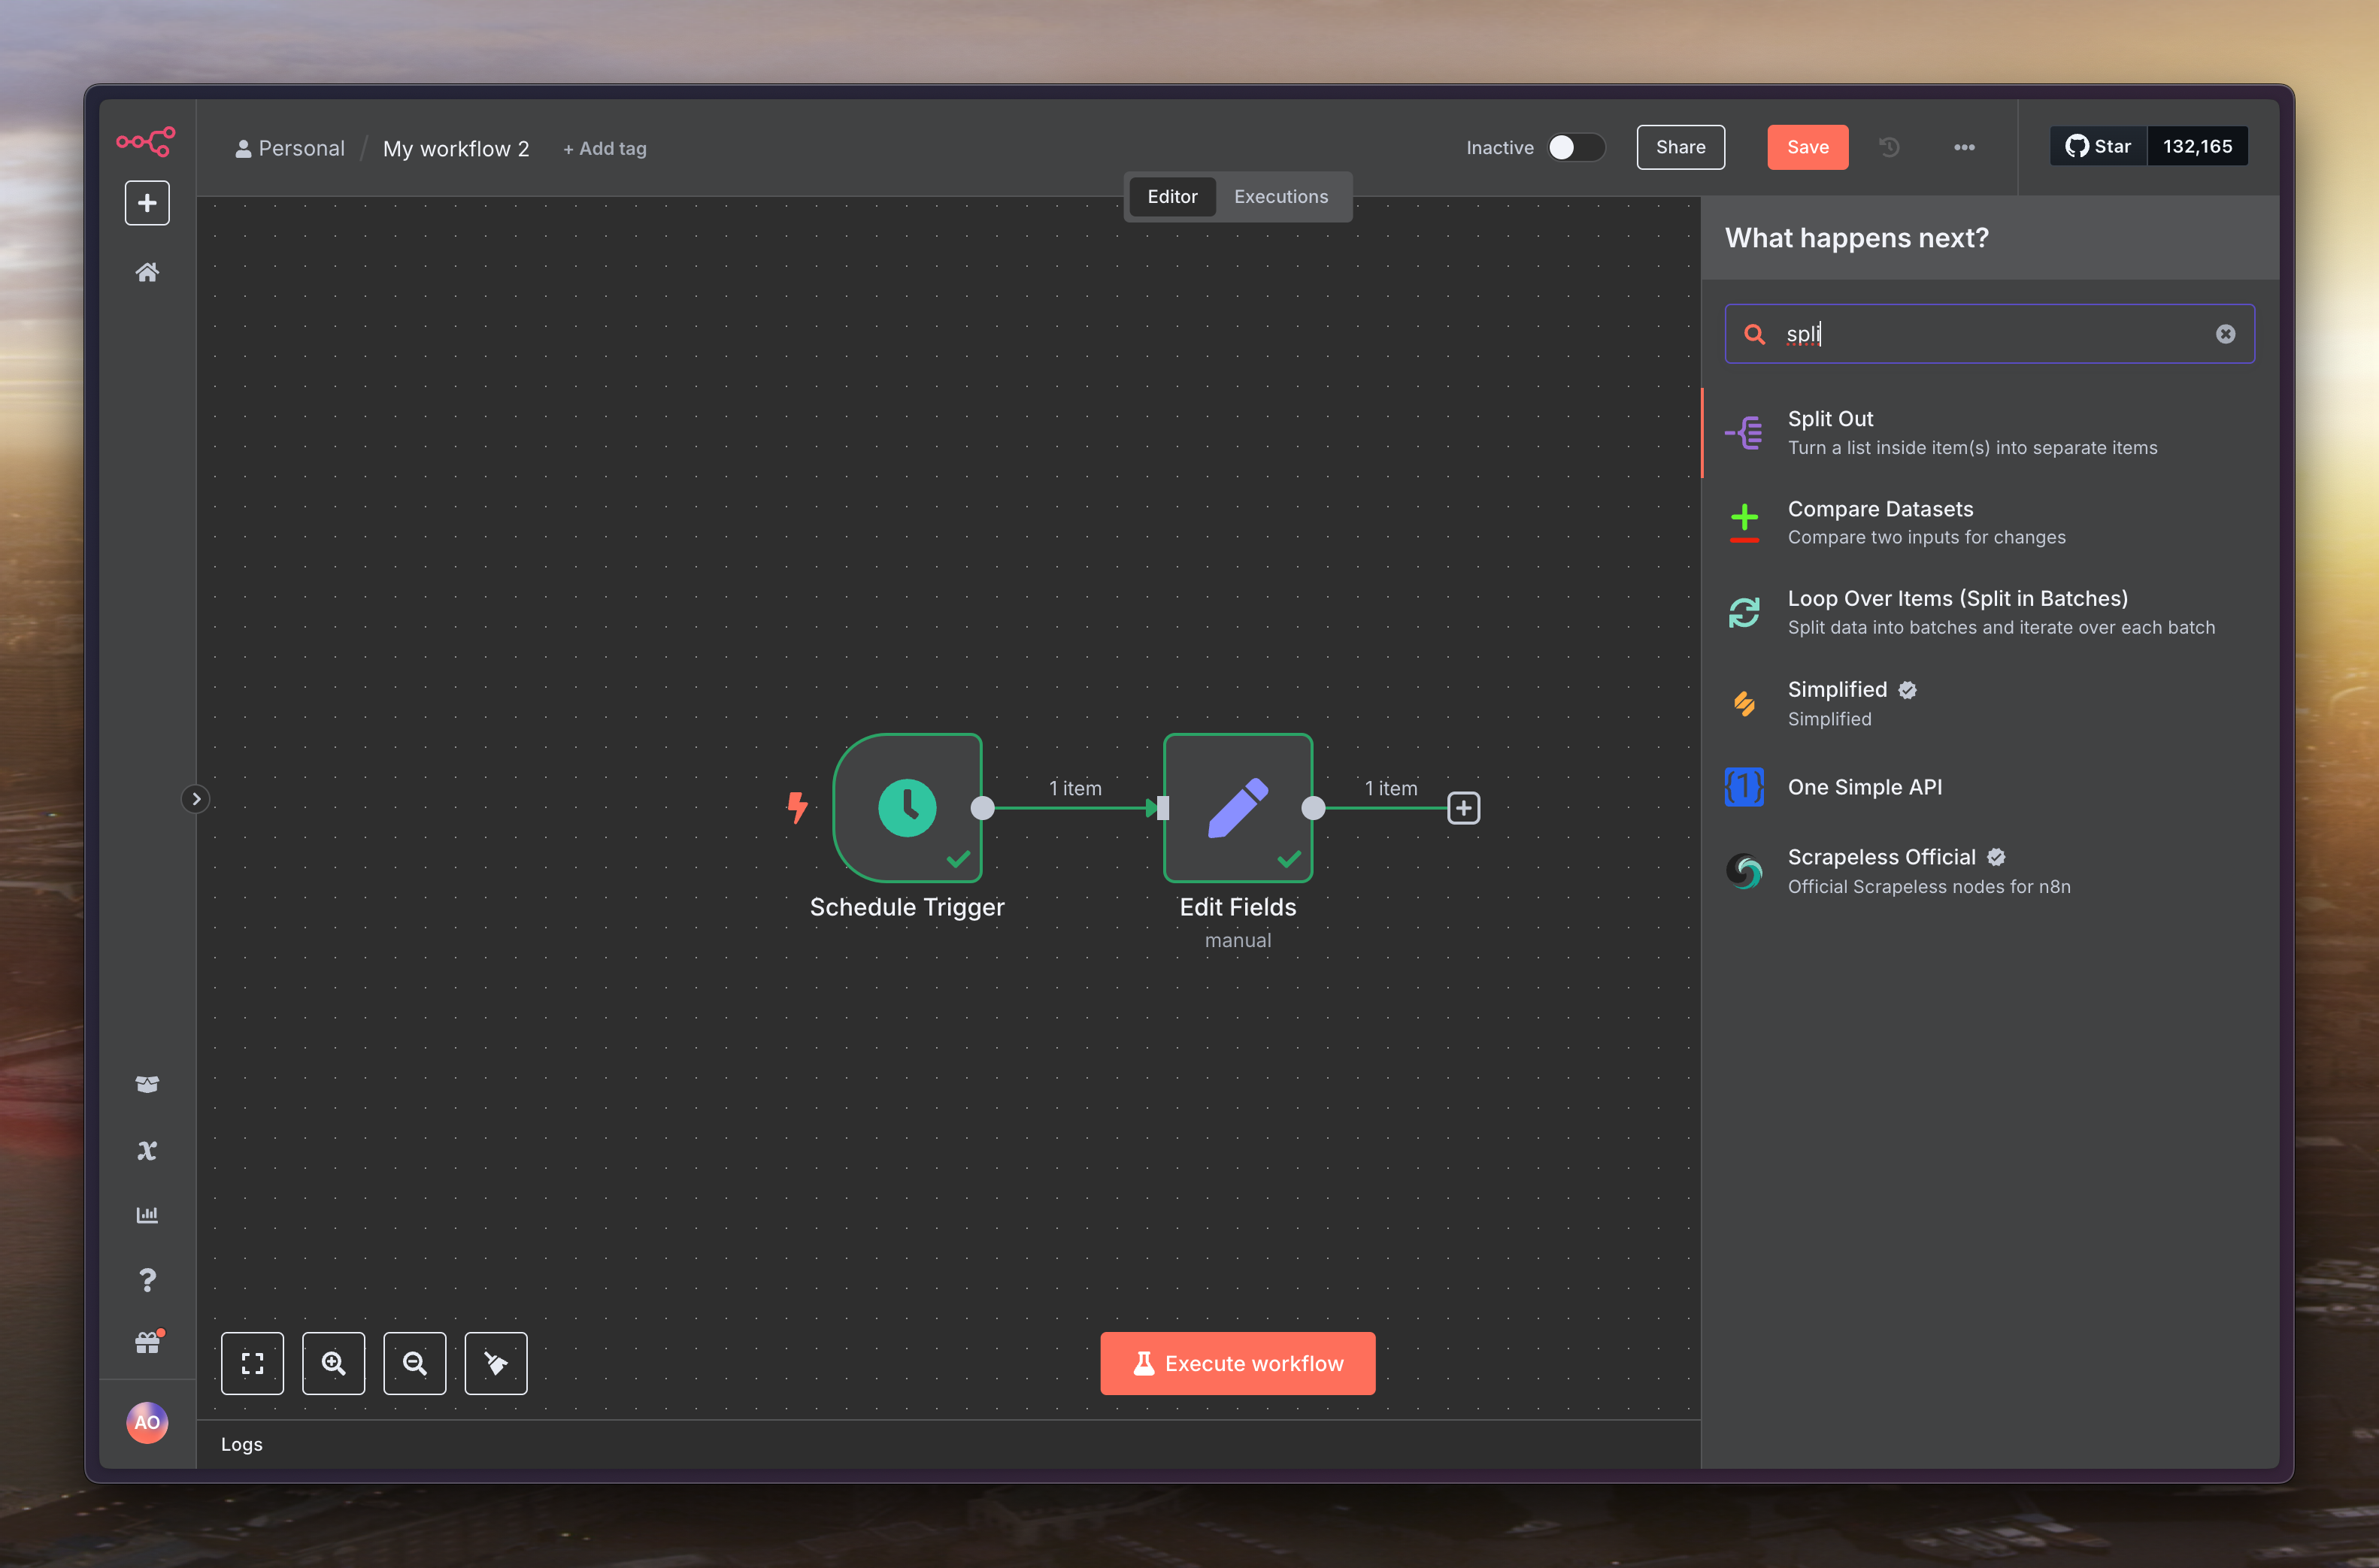 Personal / My workflow 2 + Add tag
Inactive
Share
Save
Star 132,165
Editor Executions
What happens next?
spli
Split Out
Turn a list inside item(s) into separate items
Compare Datasets
Compare two inputs for changes
Loop Over Items (Split in Batches)
Split data into batches and iterate over each batch
Simplified
Simplified
{1} One Simple API
Scrapeless Official
Official Scrapeless nodes for n8n
1 item 1 item
Schedule Trigger Edit Fields
manual
Execute workflow
AO
Logs